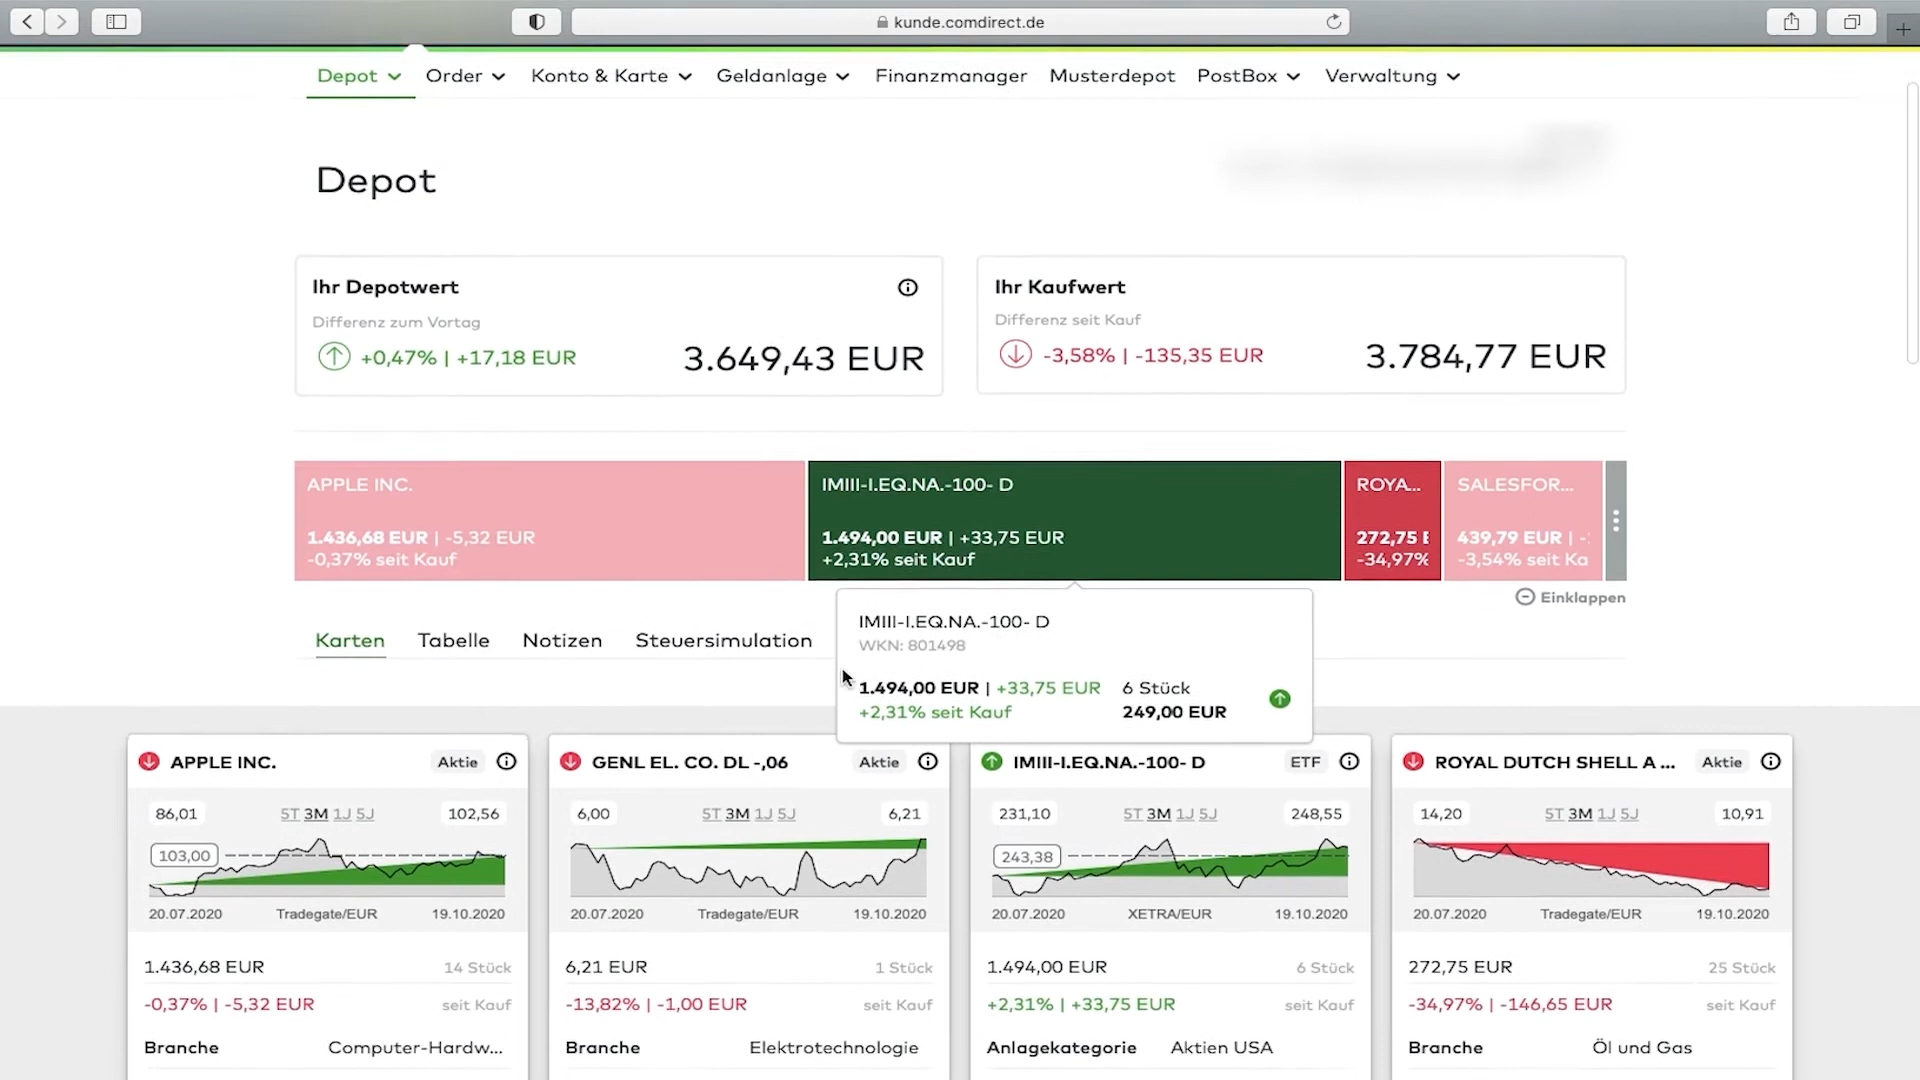 kunde.comdirect.de
Depot Order Konto & Karte Geldanlage Finanzmanager Musterdepot PostBox Verwaltung
Depot
Ihr Depotwert
Differenz zum Vortag
+0,47% | +17,18 EUR 3.649,43 EUR
Ihr Kaufwert
Differenz seit Kauf
-3,58% | -135,35 EUR 3.784,77 EUR
APPLE INC.
1.436,68 EUR | -5,32 EUR
-0,37% seit Kauf
IMIII-I.EQ.NA.-100- D
1.494,00 EUR | +33,75 EUR
+2,31% seit Kauf
ROYA...
272,75 E
-34,97%
SALESFOR...
439,79 EUR | -
-3,54% seit Ka
Einklappen
Karten Tabelle Notizen Steuersimulation
IMIII-I.EQ.NA.-100- D
WKN: 801498
1.494,00 EUR | +33,75 EUR 6 Stück
+2,31% seit Kauf 249,00 EUR
APPLE INC. Aktie
86,01 5T 3M 1J 5J 102,56
103,00
20.07.2020 Tradegate/EUR 19.10.2020
1.436,68 EUR 14 Stück
-0,37% | -5,32 EUR seit Kauf
Branche Computer-Hardw...
GENL EL. CO. DL -,06 Aktie
6,00 5T 3M 1J 5J 6,21
20.07.2020 Tradegate/EUR 19.10.2020
6,21 EUR 1 Stück
-13,82% | -1,00 EUR seit Kauf
Branche Elektrotechnologie
IMIII-I.EQ.NA.-100- D ETF
231,10 5T 3M 1J 5J 248,55
243,38
20.07.2020 XETRA/EUR 19.10.2020
1.494,00 EUR 6 Stück
+2,31% | +33,75 EUR seit Kauf
Anlagekategorie Aktien USA
ROYAL DUTCH SHELL A ... Aktie
14,20 5T 3M 1J 5J 10,91
20.07.2020 Tradegate/EUR 19.10.2020
272,75 EUR 25 Stück
-34,97% | -146,65 EUR seit Kauf
Branche Öl und Gas